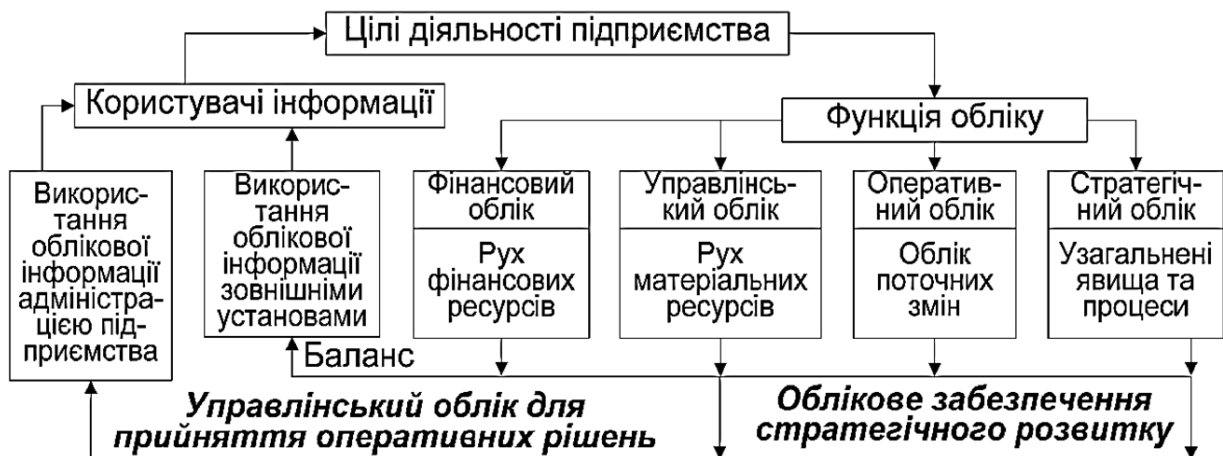 Цілі діяльності підприємства
Користувачі інформації
Функція обліку
Викорис-
тання
облікової
інформації
адміністра-
цією під-
приємства
Викорис-
тання
облікової
інформації
зовнішніми
установами
Фінансовий
облік
Рух
фінансових
ресурсів
Управлінсь-
кий облік
Рух
матеріальних
ресурсів
Оператив-
ний облік
Облік
поточних
змін
Стратегіч-
ний облік
Узагальнені
явища та
процеси
Баланс
Управлінський облік для
прийняття оперативних рішень
Облікове забезпечення
стратегічного розвитку